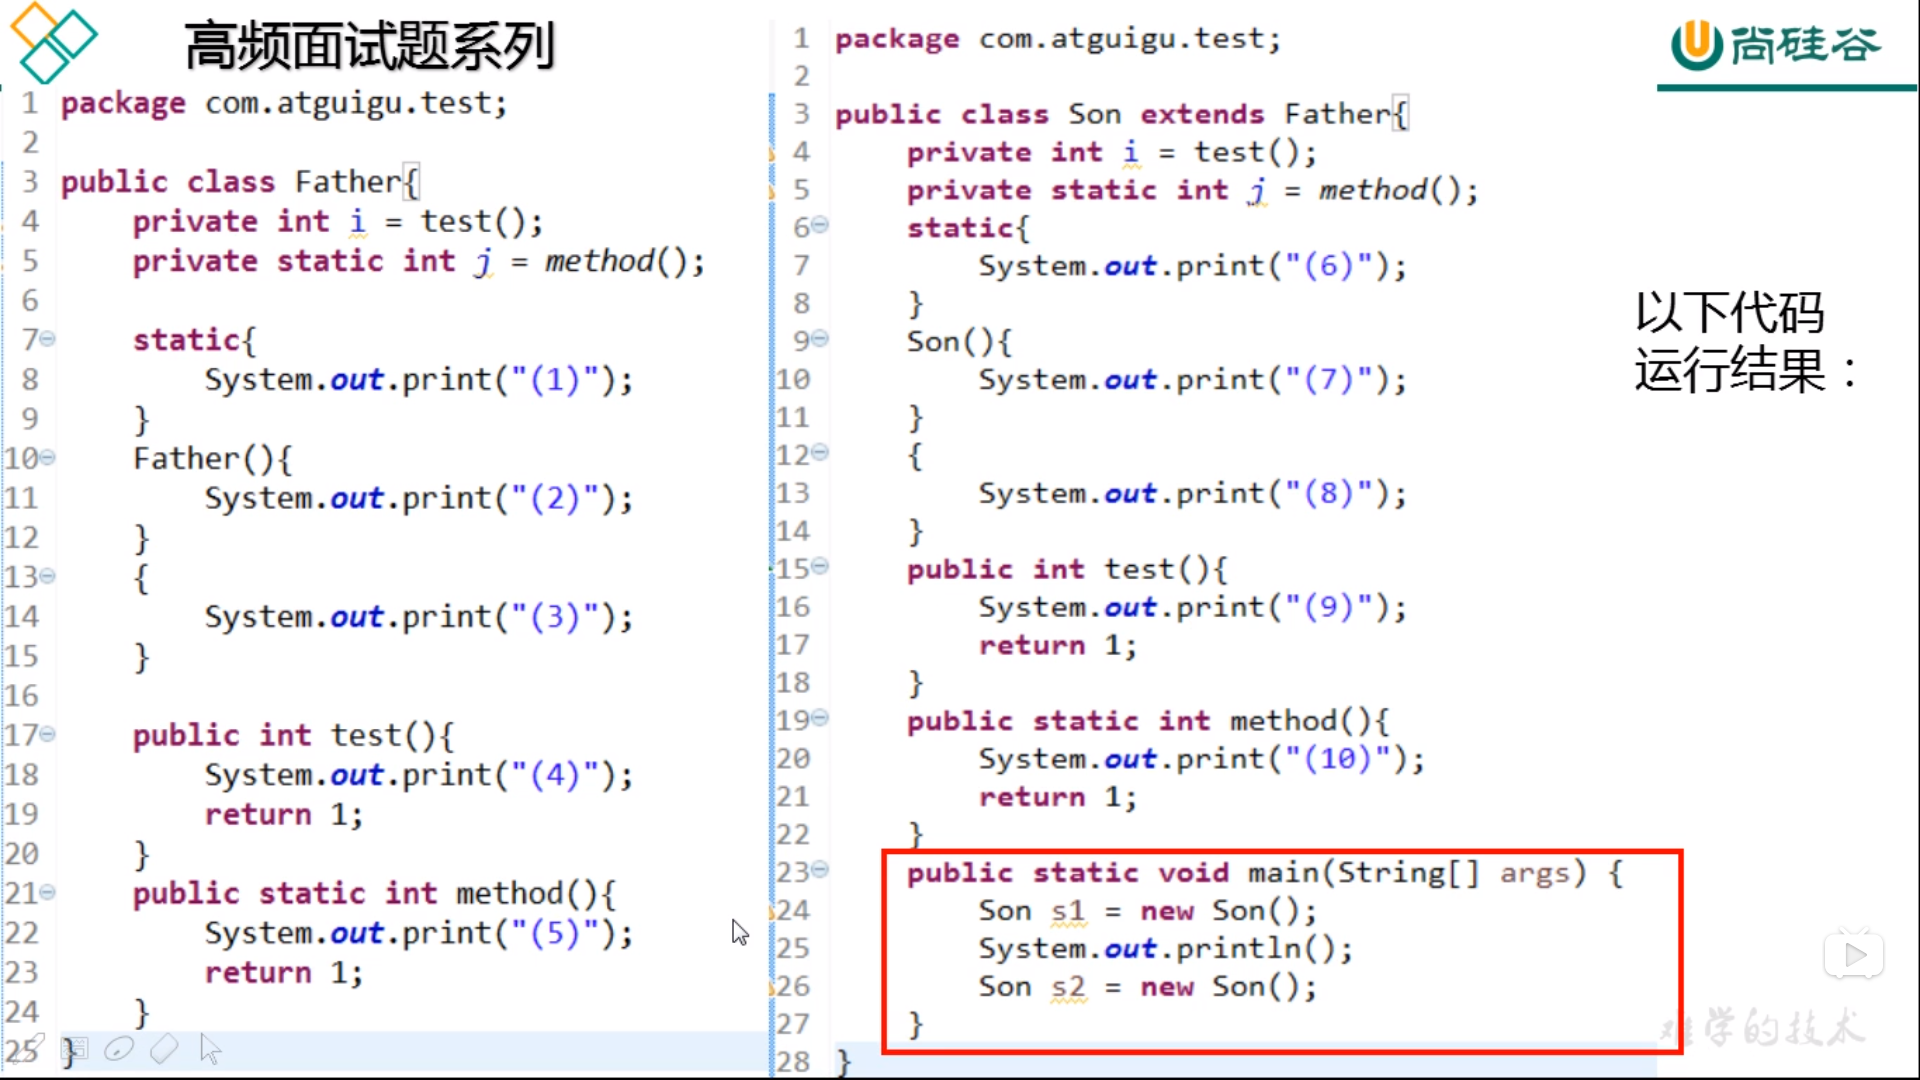 高频面试题系列
尚硅谷
1 package com.atguigu.test;
2
3 public class Father{
4     private int i = test();
5     private static int j = method();
6
7     static{
8         System.out.print("(1)");
9     }
10     Father(){
11         System.out.print("(2)");
12     }
13     {
14         System.out.print("(3)");
15     }
16
17     public int test(){
18         System.out.print("(4)");
19         return 1;
20     }
21     public static int method(){
22         System.out.print("(5)");
23         return 1;
24     }
25 }
1 package com.atguigu.test;
2
3 public class Son extends Father{
4     private int i = test();
5     private static int j = method();
6     static{
7         System.out.print("(6)");
8     }
9     Son(){
10         System.out.print("(7)");
11     }
12     {
13         System.out.print("(8)");
14     }
15     public int test(){
16         System.out.print("(9)");
17         return 1;
18     }
19     public static int method(){
20         System.out.print("(10)");
21         return 1;
22     }
23     public static void main(String[] args) {
24         Son s1 = new Son();
25         System.out.println();
26         Son s2 = new Son();
27     }
28 }
以下代码
运行结果：
难学的技术